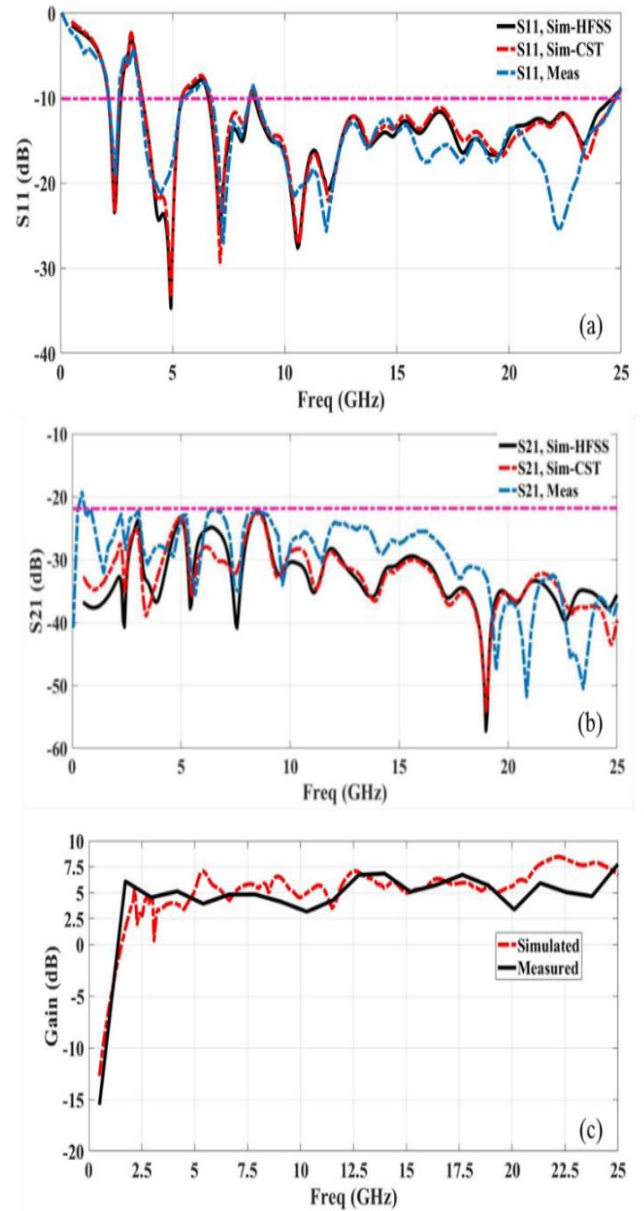 0
-10
-20
-30
-40
S11 (dB)
S11, Sim-HFSS
S11, Sim-CST
S11, Meas
(a)
0 5 10 15 20 25
Freq (GHz)
-10
-20
-30
-40
-50
-60
S21 (dB)
S21, Sim-HFSS
S21, Sim-CST
S21, Meas
(b)
0 5 10 15 20 25
Freq (GHz)
10
7.5
5
2.5
0
-5
-10
-15
-20
Gain (dB)
Simulated
Measured
(c)
0 2.5 5 7.5 10 12.5 15 17.5 20 22.5 25
Freq (GHz)